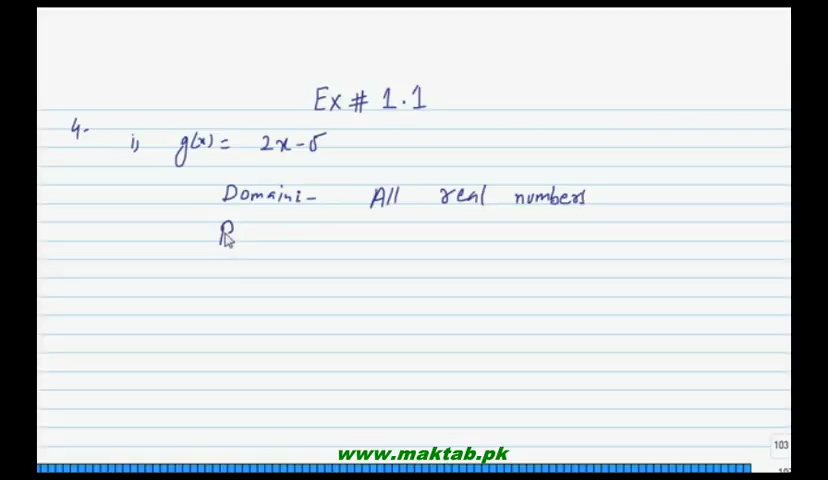 Ex # 1.1
4. i, g(x) = 2x-5
Domain:- All real numbers
R
www.maktab.pk
103